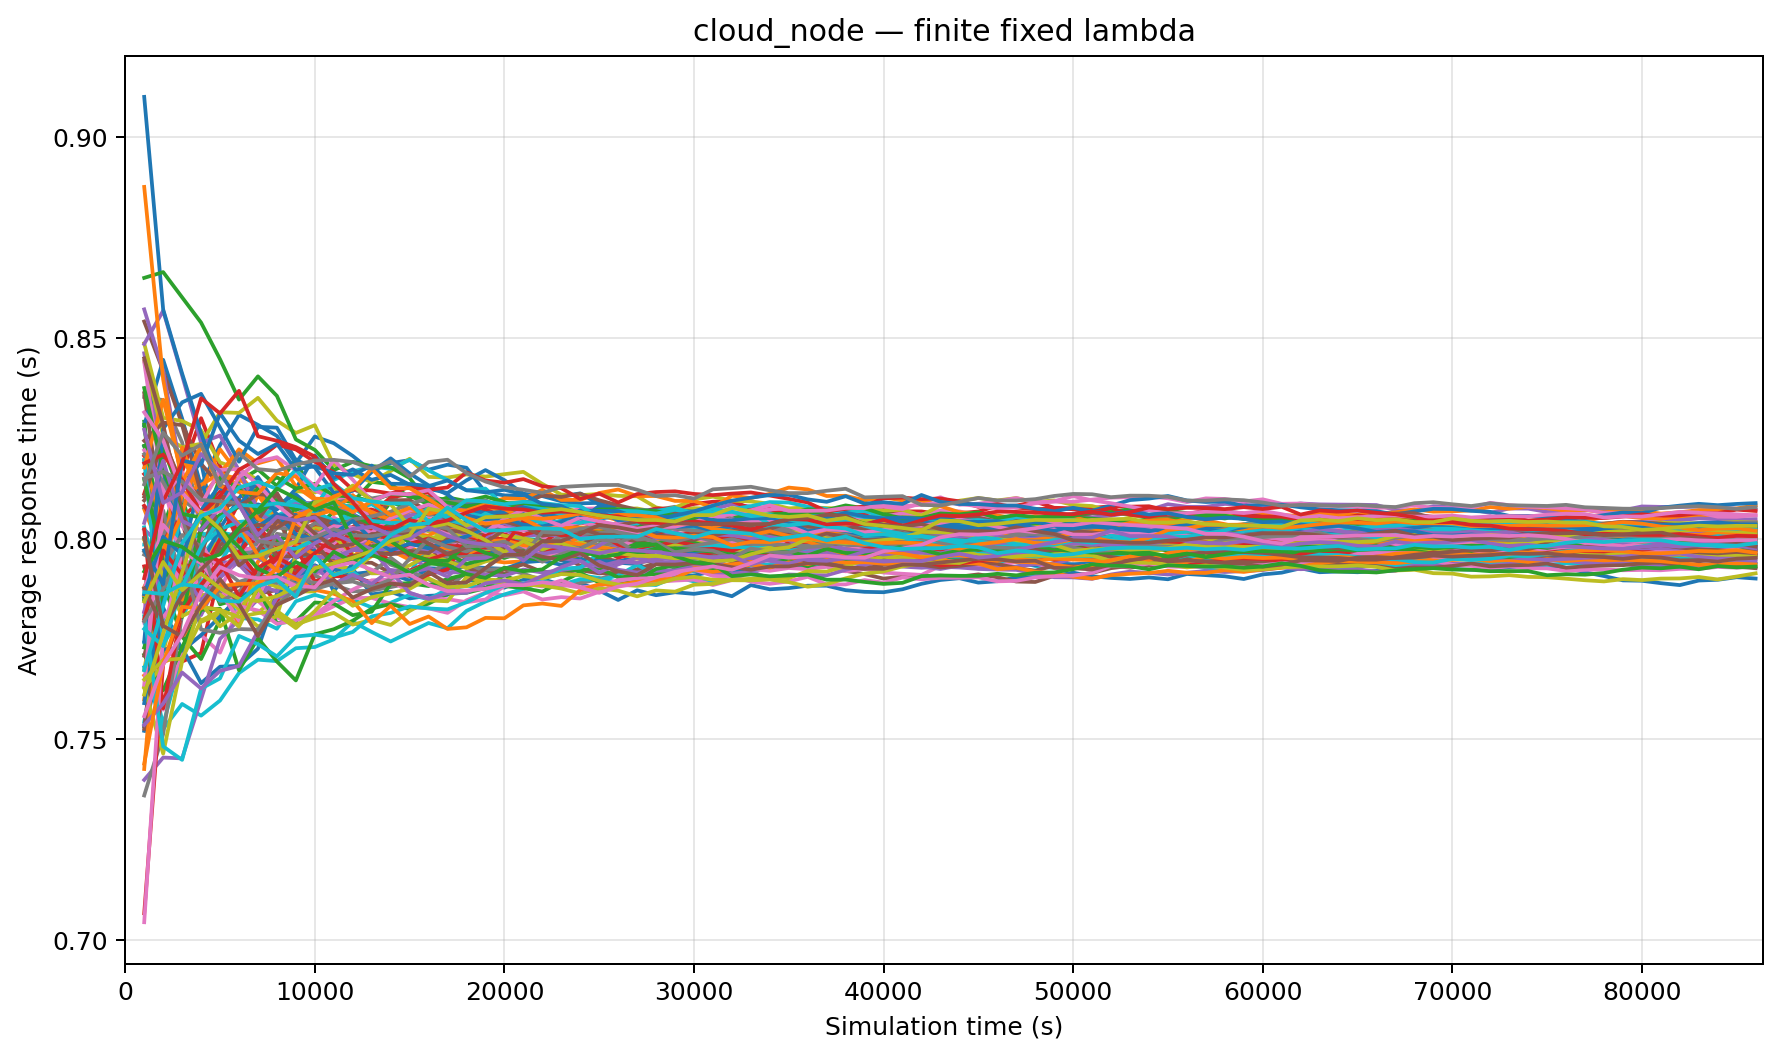 cloud_node — finite fixed lambda
Average response time (s)
0.90
0.85
0.80
0.75
0.70
0 10000 20000 30000 40000 50000 60000 70000 80000
Simulation time (s)